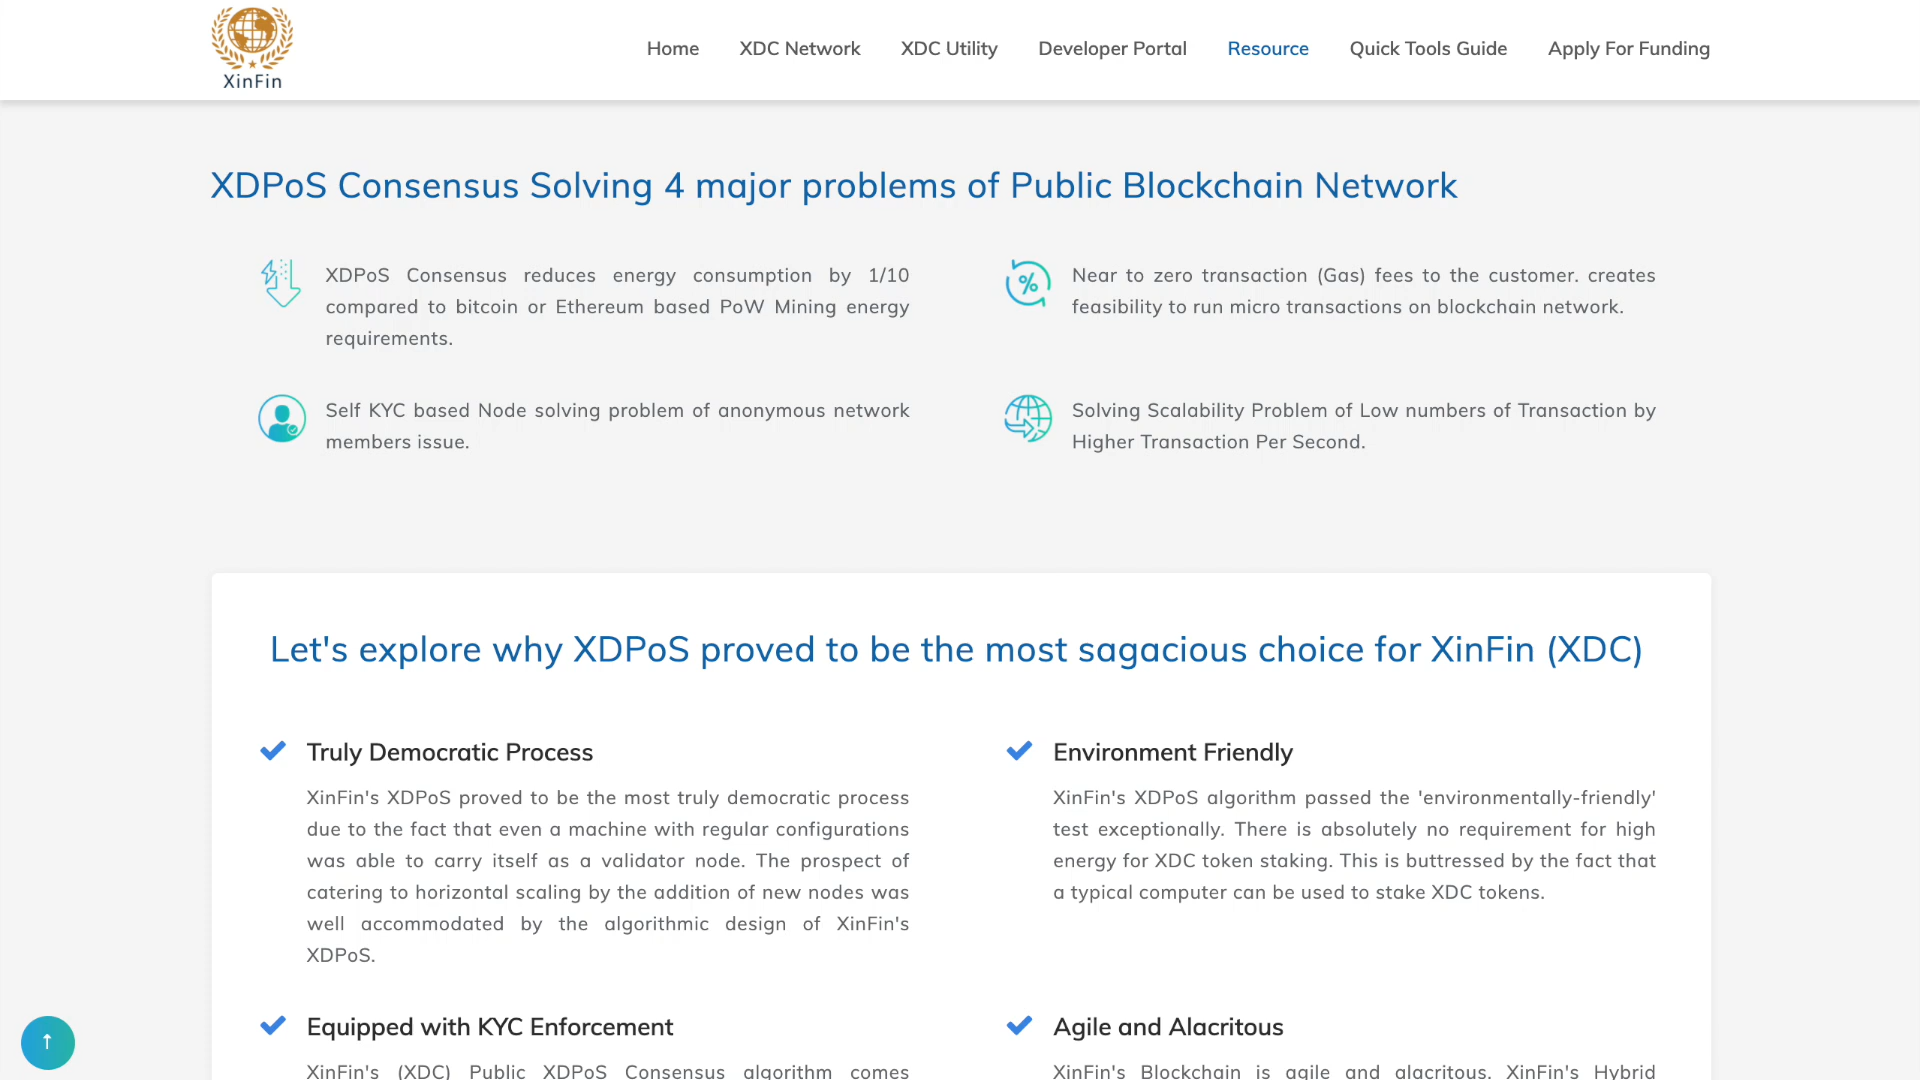 XinFin
Home XDC Network XDC Utility Developer Portal Resource Quick Tools Guide Apply For Funding
XDPoS Consensus Solving 4 major problems of Public Blockchain Network
XDPoS Consensus reduces energy consumption by 1/10
compared to bitcoin or Ethereum based PoW Mining energy
requirements.
Near to zero transaction (Gas) fees to the customer. creates
feasibility to run micro transactions on blockchain network.
Self KYC based Node solving problem of anonymous network
members issue.
Solving Scalability Problem of Low numbers of Transaction by
Higher Transaction Per Second.
Let's explore why XDPoS proved to be the most sagacious choice for XinFin (XDC)
Truly Democratic Process
XinFin's XDPoS proved to be the most truly democratic process
due to the fact that even a machine with regular configurations
was able to carry itself as a validator node. The prospect of
catering to horizontal scaling by the addition of new nodes was
well accommodated by the algorithmic design of XinFin's
XDPoS.
Environment Friendly
XinFin's XDPoS algorithm passed the 'environmentally-friendly'
test exceptionally. There is absolutely no requirement for high
energy for XDC token staking. This is buttressed by the fact that
a typical computer can be used to stake XDC tokens.
Equipped with KYC Enforcement
XinFin's (XDC) Public XDPoS Consensus algorithm comes
Agile and Alacritous
XinFin's Blockchain is agile and alacritous. XinFin's Hybrid